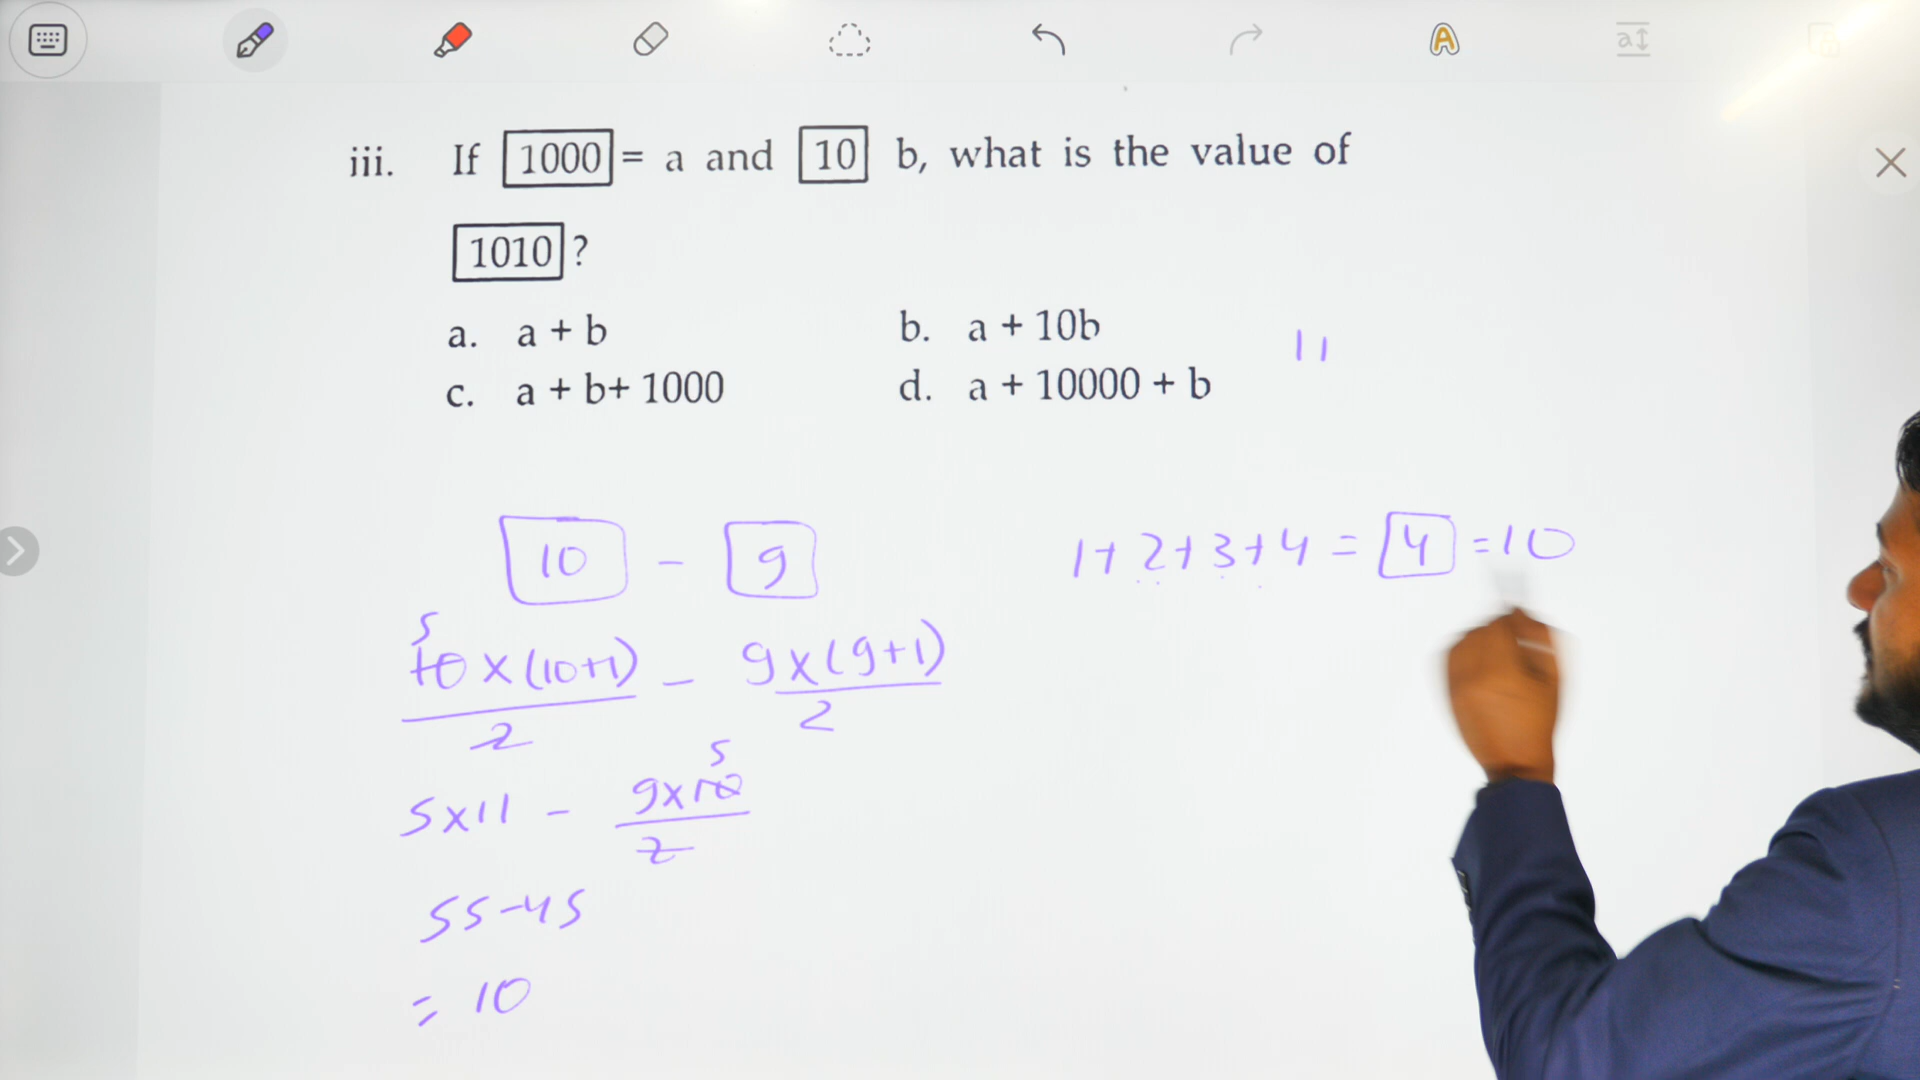 iii. If 1000 = a and 10 b, what is the value of
1010 ?
a. a + b
b. a + 10b
c. a + b+ 1000
d. a + 10000 + b
11
10 - 9
1+2+3+4 = 4 =10
5
10 x (10+1) - 9x(9+1)
2 2
5
5x11 - 9x10
2
55-45
= 10